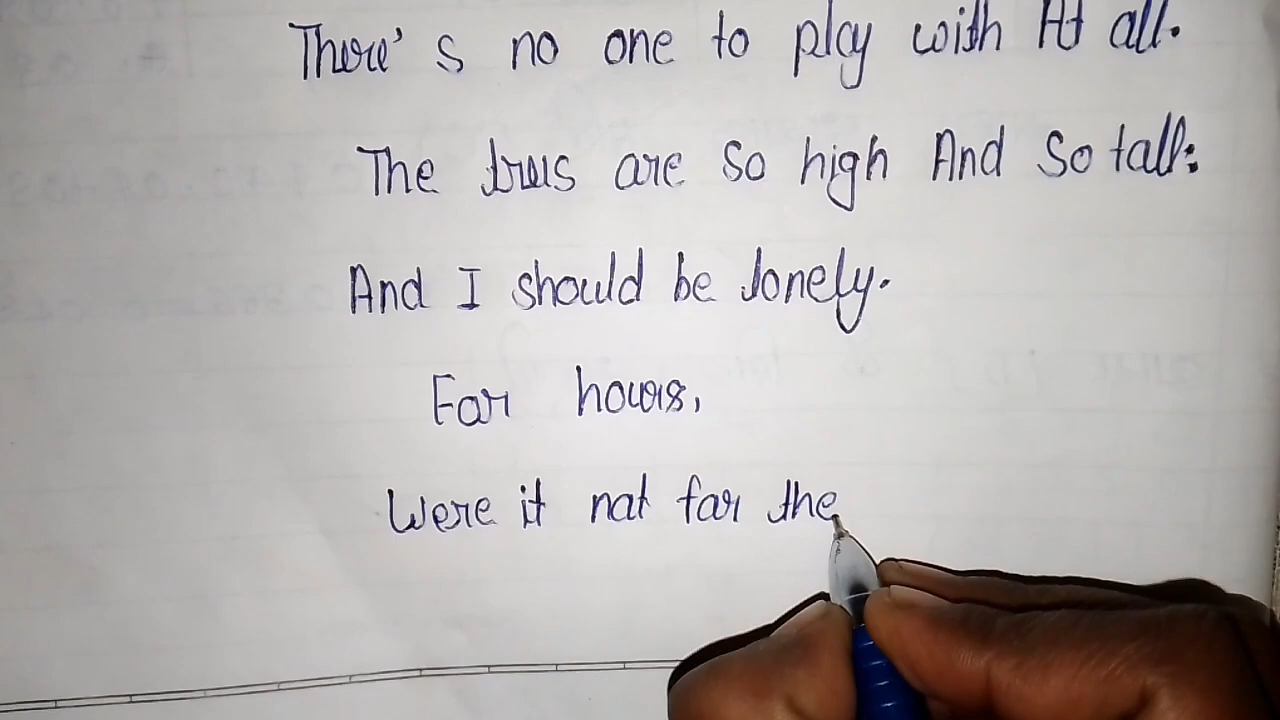 There's no one to play with At all.
The trees are so high And So tall:
And I should be lonely.
For hours,
Were it not for the